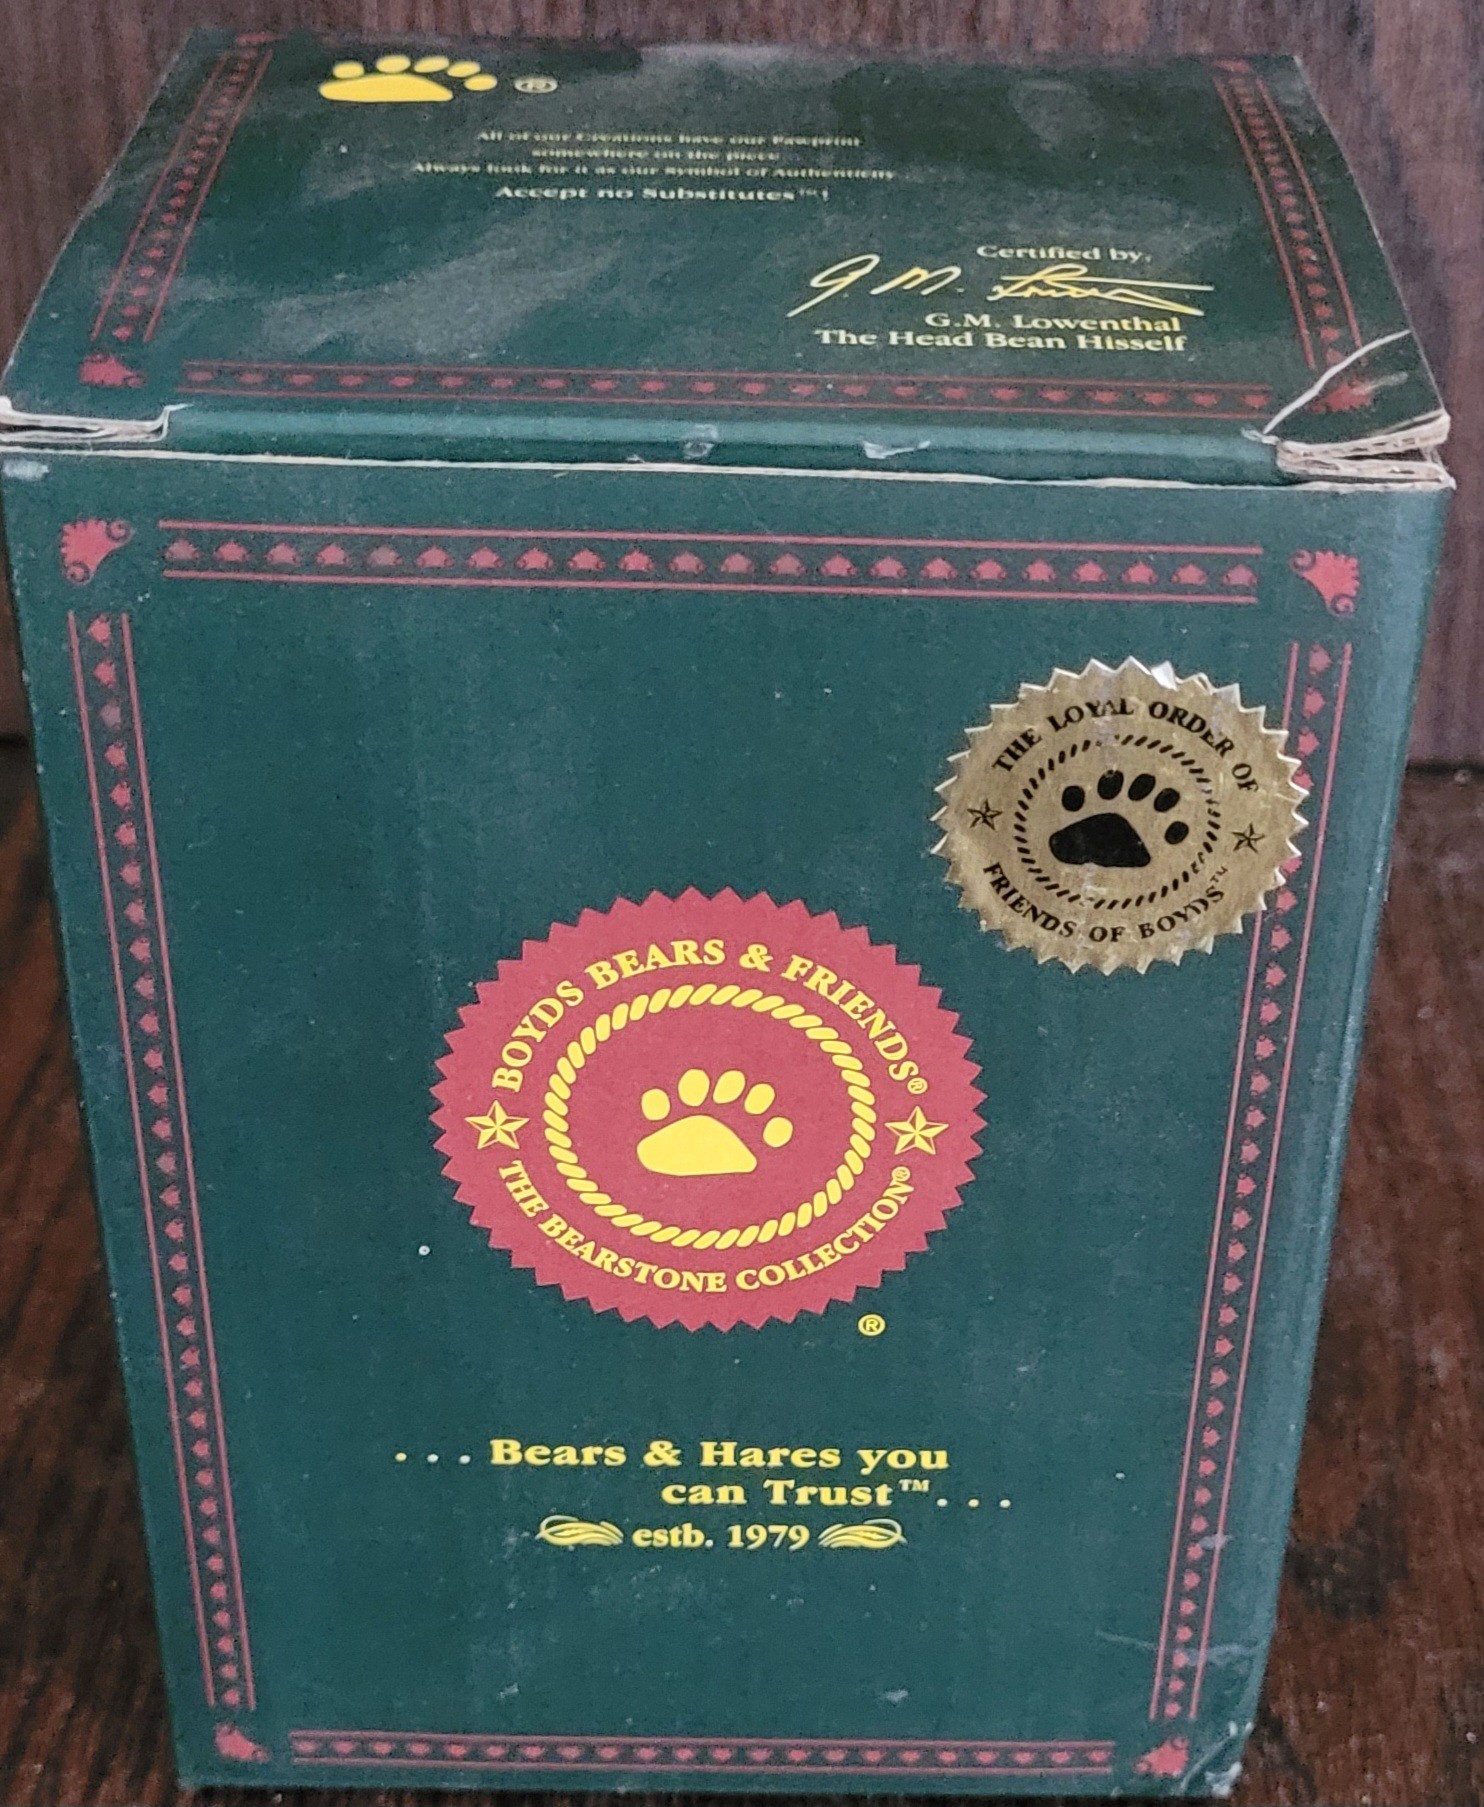 ®
All of our Creations have our Pawprint
somewhere on the piece
Always look for it as our Symbol of Authenticity
Accept no Substitutes™!
Certified by,
G.M. Lowenthal
G.M. Lowenthal
The Head Bean Hisself
THE LOYAL ORDER OF
FRIENDS OF BOYDS™
BOYDS BEARS & FRIENDS®
THE BEARSTONE COLLECTION®
®
. . . Bears & Hares you
can Trust™. . .
estb. 1979